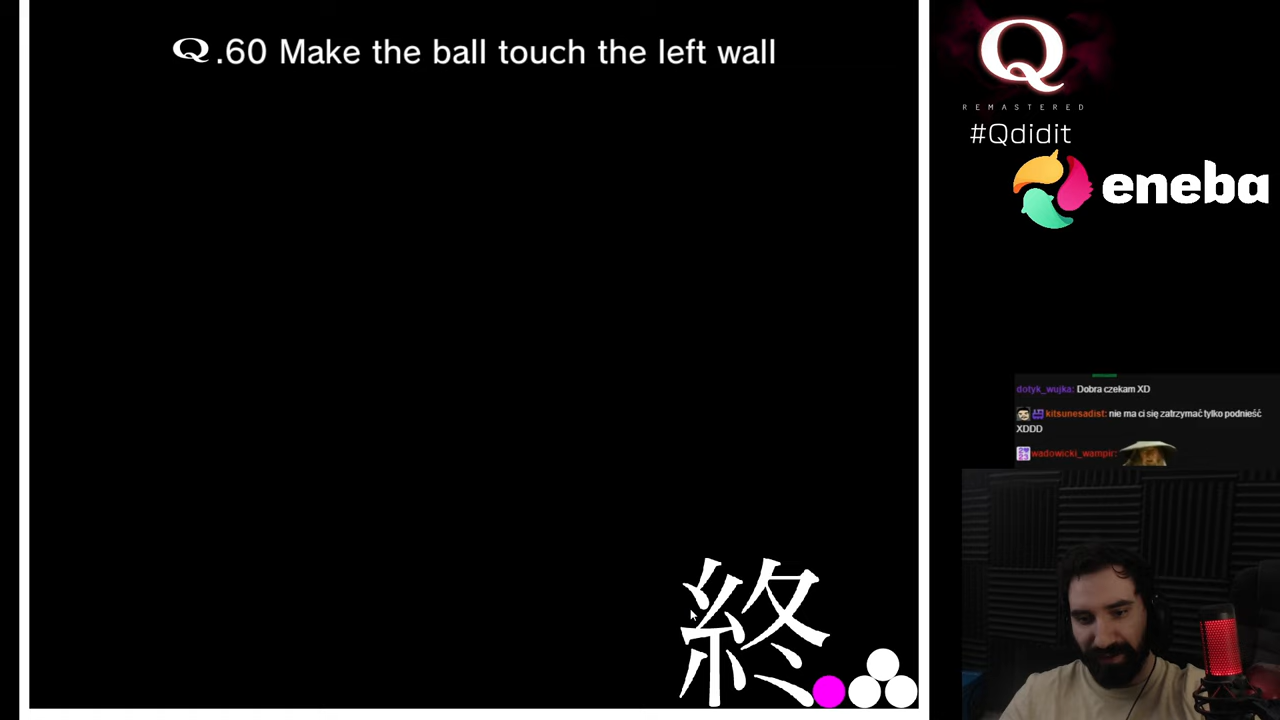 Q.60 Make the ball touch the left wall
Q
REMASTERED
#Qdidit
eneba
dotyk_wujka: Dobra czekam XD
kitsunesadist: nie ma ci się zatrzymać tylko podnieść
XDDD
wadowicki_wampir:
終